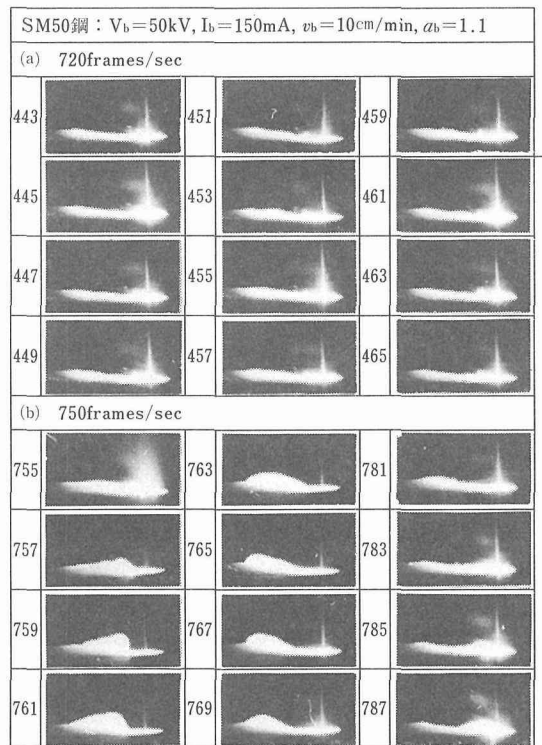 SM50鋼：Vb=50kV, Ib=150mA, vb=10cm/min, ab=1.1
(a) 720frames/sec
443 451 459
445 453 461
447 455 463
449 457 465
(b) 750frames/sec
755 763 781
757 765 783
759 767 785
761 769 787